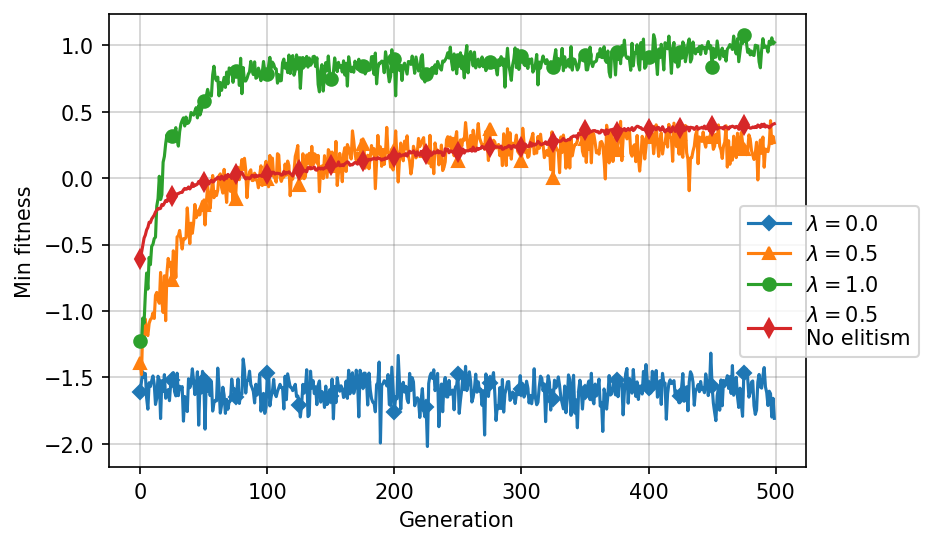 1.0
0.5
0.0
−0.5
−1.0
−1.5
−2.0
Min fitness
0 100 200 300 400 500
Generation
λ = 0.0
λ = 0.5
λ = 1.0
λ = 0.5
No elitism